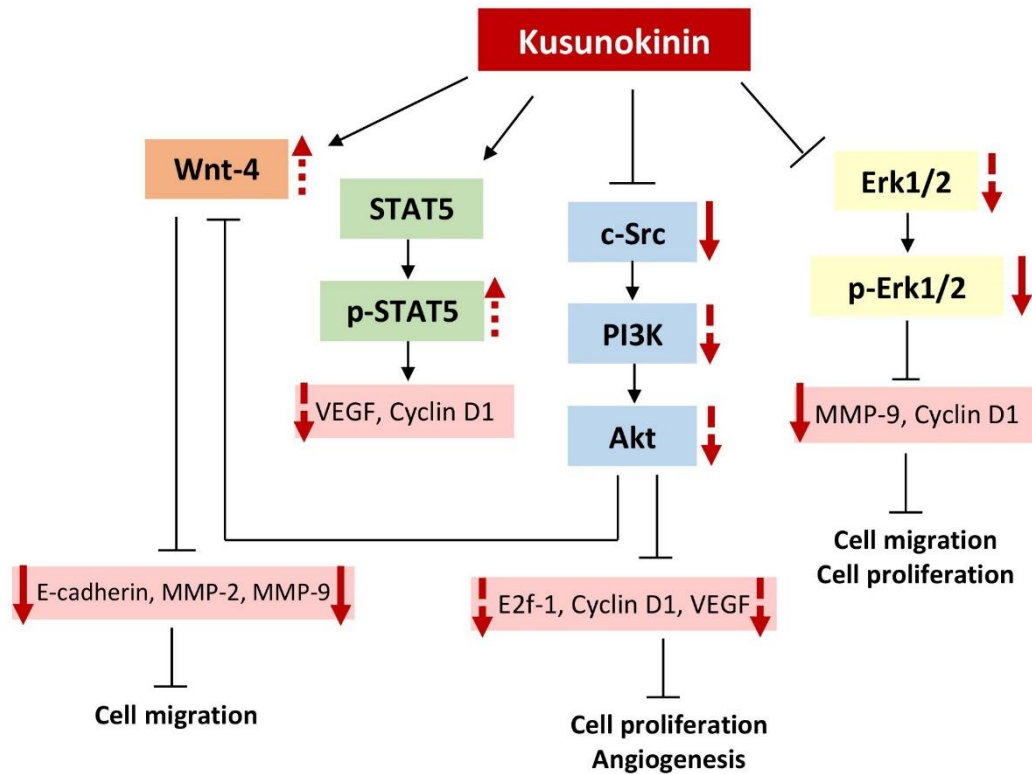 Kusunokinin
Wnt-4
STAT5
p-STAT5
VEGF, Cyclin D1
c-Src
PI3K
Akt
Erk1/2
p-Erk1/2
MMP-9, Cyclin D1
Cell migration
Cell proliferation
E-cadherin, MMP-2, MMP-9
Cell migration
E2f-1, Cyclin D1, VEGF
Cell proliferation
Angiogenesis